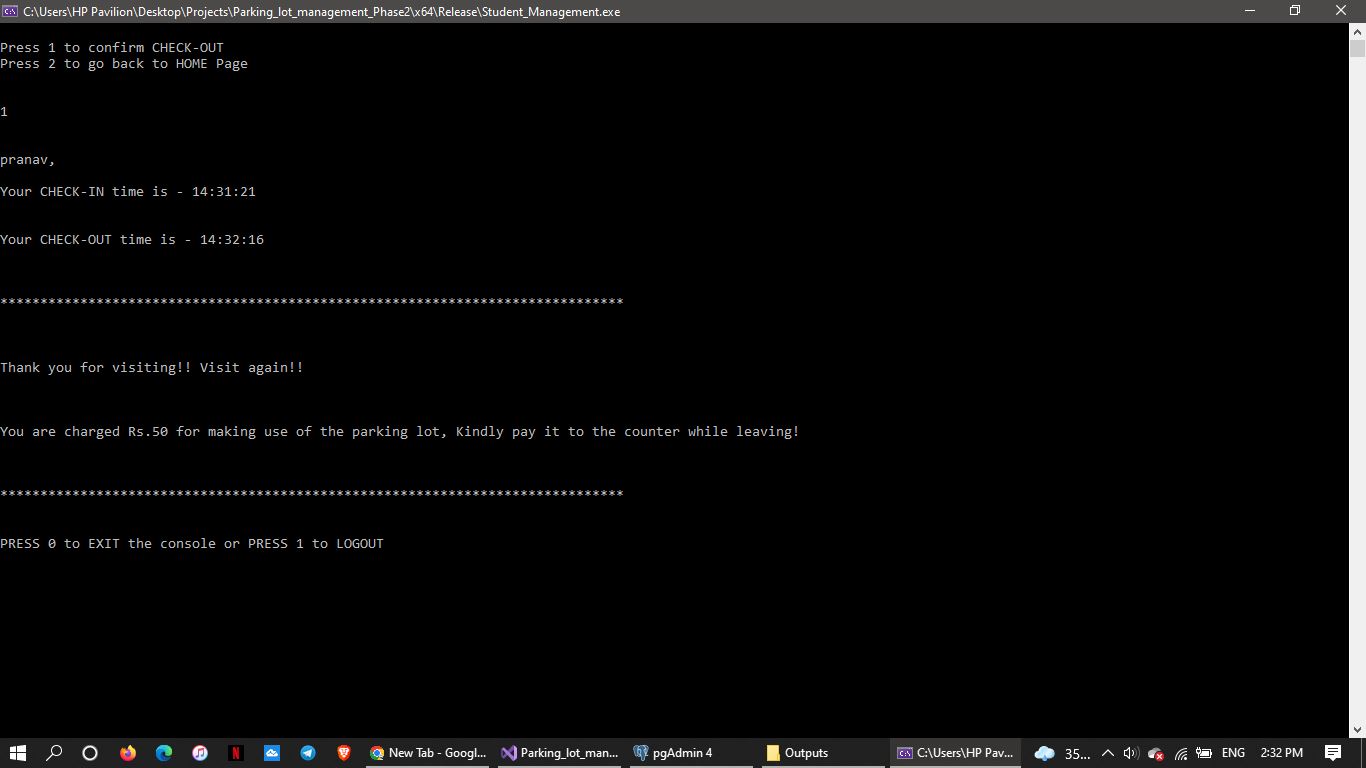 C:\Users\HP Pavilion\Desktop\Projects\Parking_lot_management_Phase2\x64\Release\Student_Management.exe
Press 1 to confirm CHECK-OUT
Press 2 to go back to HOME Page
1
pranav,
Your CHECK-IN time is - 14:31:21
Your CHECK-OUT time is - 14:32:16
******************************************************************************
Thank you for visiting!! Visit again!!
You are charged Rs.50 for making use of the parking lot, Kindly pay it to the counter while leaving!
******************************************************************************
PRESS 0 to EXIT the console or PRESS 1 to LOGOUT
New Tab - Googl... Parking_lot_man... pgAdmin 4 Outputs C:\Users\HP Pav... 35... ENG 2:32 PM